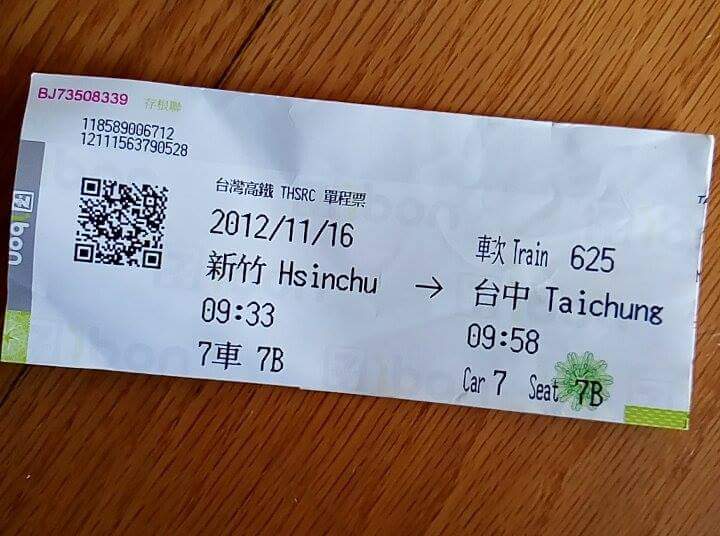 BJ73508339 存根聯
118589006712
12111563790528
台灣高鐵 THSRC 單程票
2012/11/16
車次 Train 625
新竹 Hsinchu → 台中 Taichung
09:33
09:58
7車 7B
Car 7 Seat 7B
ibon